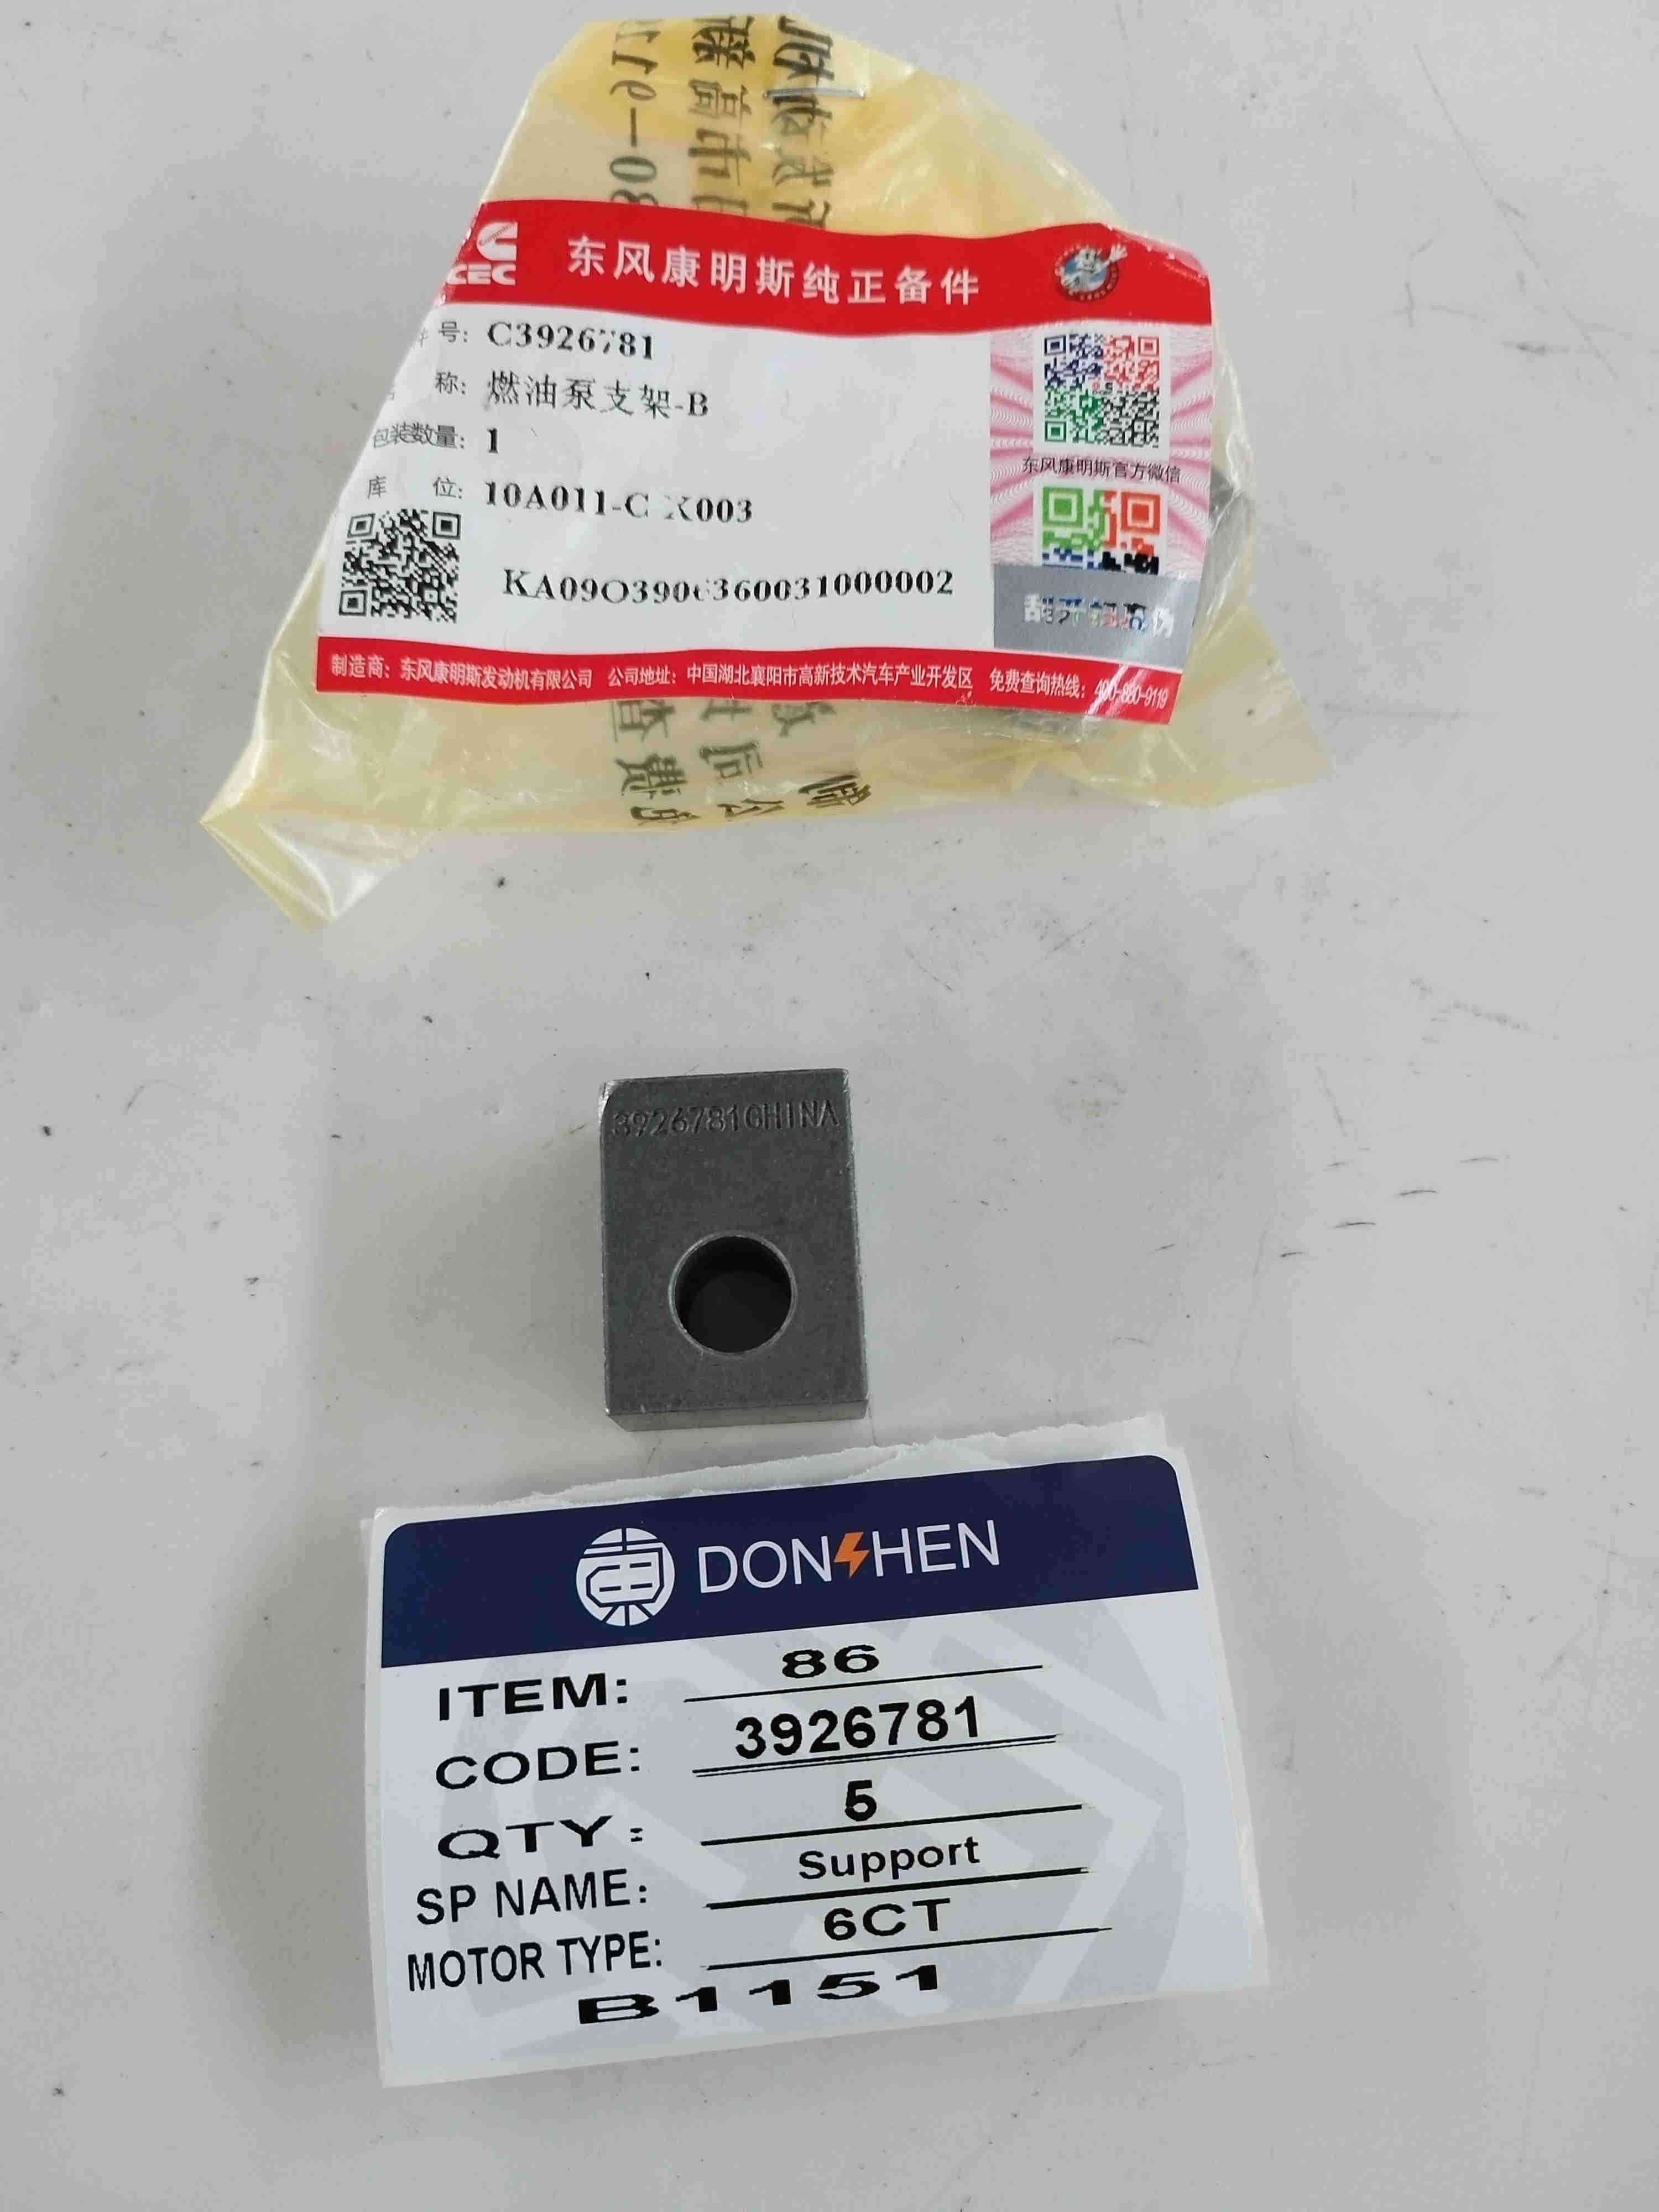 CEC
东风康明斯纯正备件
件号: C3926781
称: 燃油泵支架-B
包装数量: 1
库 位: 10A011-C X003
东风康明斯官方微信
制造商: 东风康明斯发动机有限公司 公司地址: 中国湖北襄阳市高新技术汽车产业开发区 免费查询热线: 400-880-9119
3926781CHINA
DONSHEN
ITEM: 86
CODE: 3926781
QTY: 5
SP NAME: Support
MOTOR TYPE: 6CT
B1151